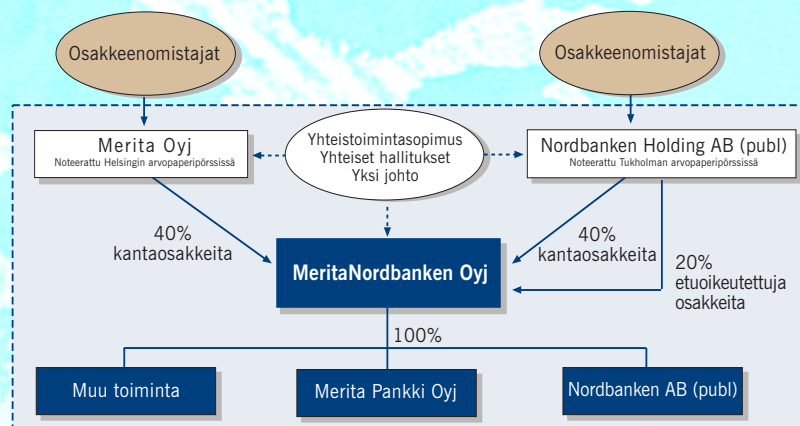 Osakkeenomistajat
Osakkeenomistajat
Merita Oyj
Noteerattu Helsingin arvopaperipörssissä
Yhteistoimintasopimus
Yhteiset hallitukset
Yksi johto
Nordbanken Holding AB (publ)
Noteerattu Tukholman arvopaperipörssissä
40%
kantaosakkeita
MeritaNordbanken Oyj
40%
kantaosakkeita
20%
etuoikeutettuja
osakkeita
100%
Muu toiminta
Merita Pankki Oyj
Nordbanken AB (publ)